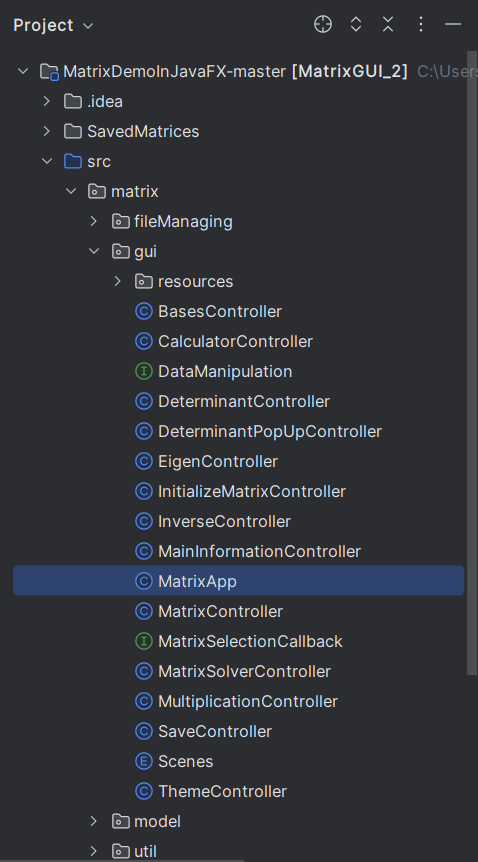 Project
MatrixDemoInJavaFX-master [MatrixGUI_2] C:\Users
.idea
SavedMatrices
src
matrix
fileManaging
gui
resources
C BasesController
C CalculatorController
I DataManipulation
C DeterminantController
C DeterminantPopUpController
C EigenController
C InitializeMatrixController
C InverseController
C MainInformationController
C MatrixApp
C MatrixController
I MatrixSelectionCallback
C MatrixSolverController
C MultiplicationController
C SaveController
E Scenes
C ThemeController
model
util